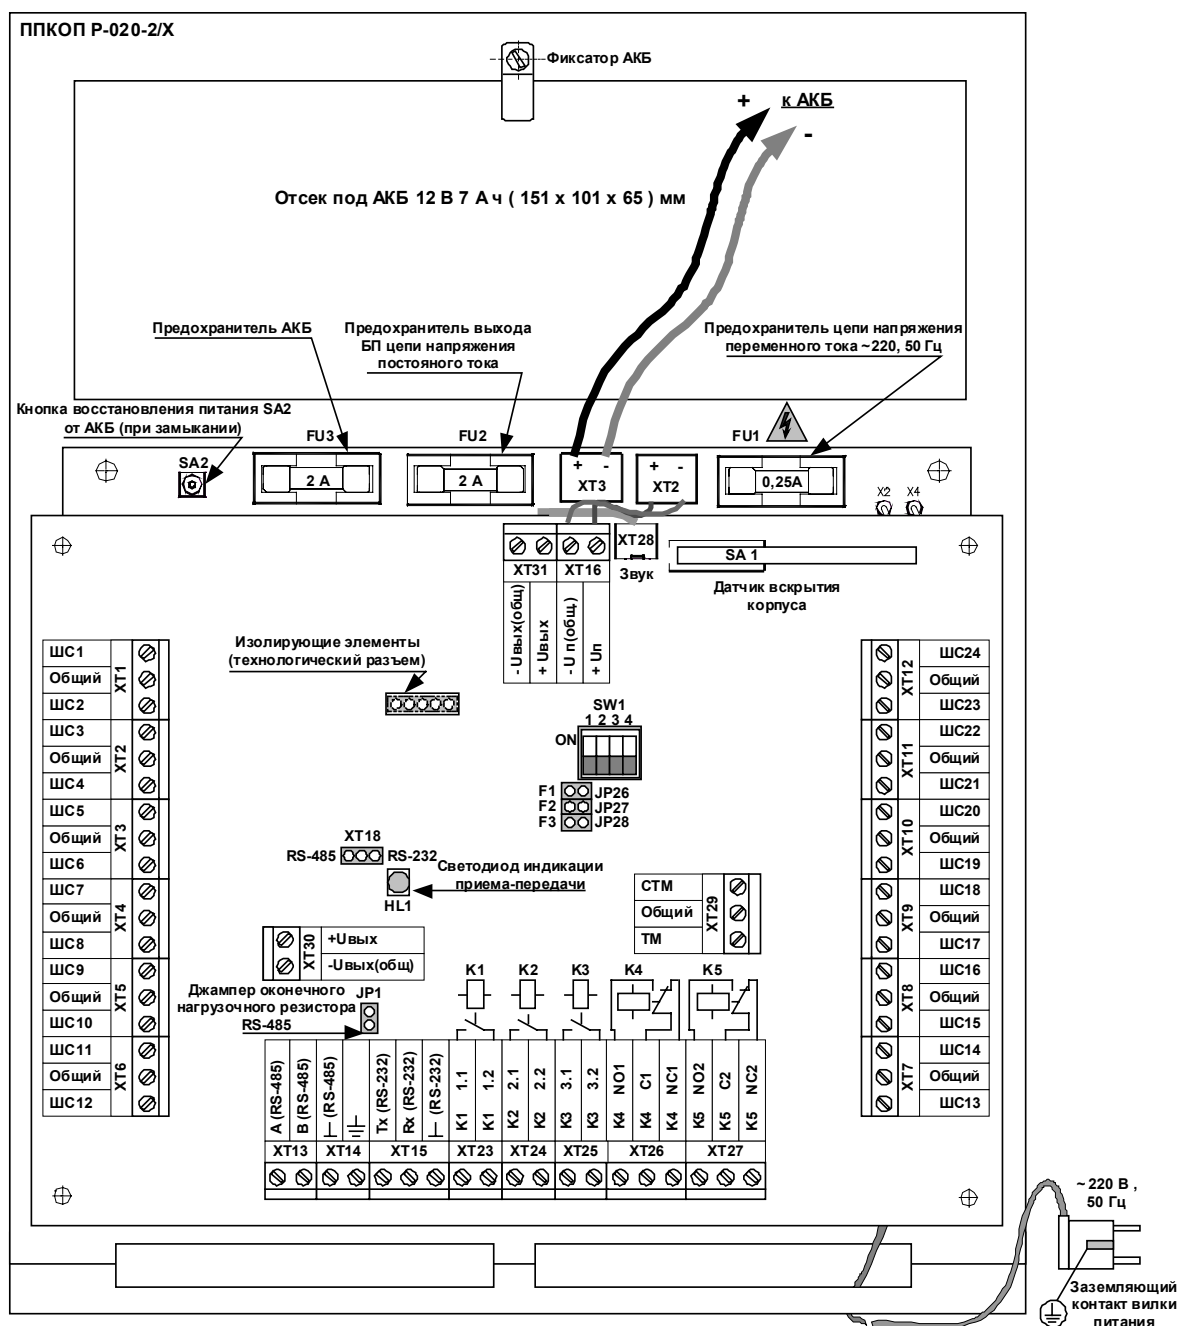 ППКОП Р-020-2/Х
Фиксатор АКБ
+ к АКБ
-
Отсек под АКБ 12 В 7 А ч ( 151 х 101 х 65 ) мм
Предохранитель АКБ
Предохранитель выхода
БП цепи напряжения
постоянного тока
Предохранитель цепи напряжения
переменного тока ~220, 50 Гц
Кнопка восстановления питания SA2
от АКБ (при замыкании)
SA2
FU3
2 А
FU2
2 А
+ -
XT3
+ -
XT2
FU1
0,25А
X2 X4
XT31
XT16
XT28
Звук
SA 1
Датчик вскрытия
корпуса
- Uвых(общ)
+ Uвых
- U п(общ.)
+ Uп
Изолирующие элементы
(технологический разъем)
ШС1
Общий
ШС2
XT1
ШС3
Общий
ШС4
XT2
ШС5
Общий
ШС6
XT3
ШС7
Общий
ШС8
XT4
ШС9
Общий
ШС10
XT5
ШС11
Общий
ШС12
XT6
SW1
1 2 3 4
ON
F1 JP26
F2 JP27
F3 JP28
XT18
RS-485 RS-232
Светодиод индикации
приема-передачи
HL1
XT30
+Uвых
-Uвых(общ)
Джампер оконечного
нагрузочного резистора
RS-485
JP1
СТМ
Общий
ТМ
XT29
XT12
ШС24
Общий
ШС23
XT11
ШС22
Общий
ШС21
XT10
ШС20
Общий
ШС19
XT9
ШС18
Общий
ШС17
XT8
ШС16
Общий
ШС15
XT7
ШС14
Общий
ШС13
K1 K2 K3 K4 K5
A (RS-485)
B (RS-485)
(RS-485)
Tx (RS-232)
Rx (RS-232)
(RS-232)
K1 1.1
K1 1.2
K2 2.1
K2 2.2
K3 3.1
K3 3.2
K4 NO1
K4 C1
K4 NC1
K5 NO2
K5 C2
K5 NC2
XT13 XT14 XT15 XT23 XT24 XT25 XT26 XT27
~ 220 В ,
50 Гц
Заземляющий
контакт вилки
питания